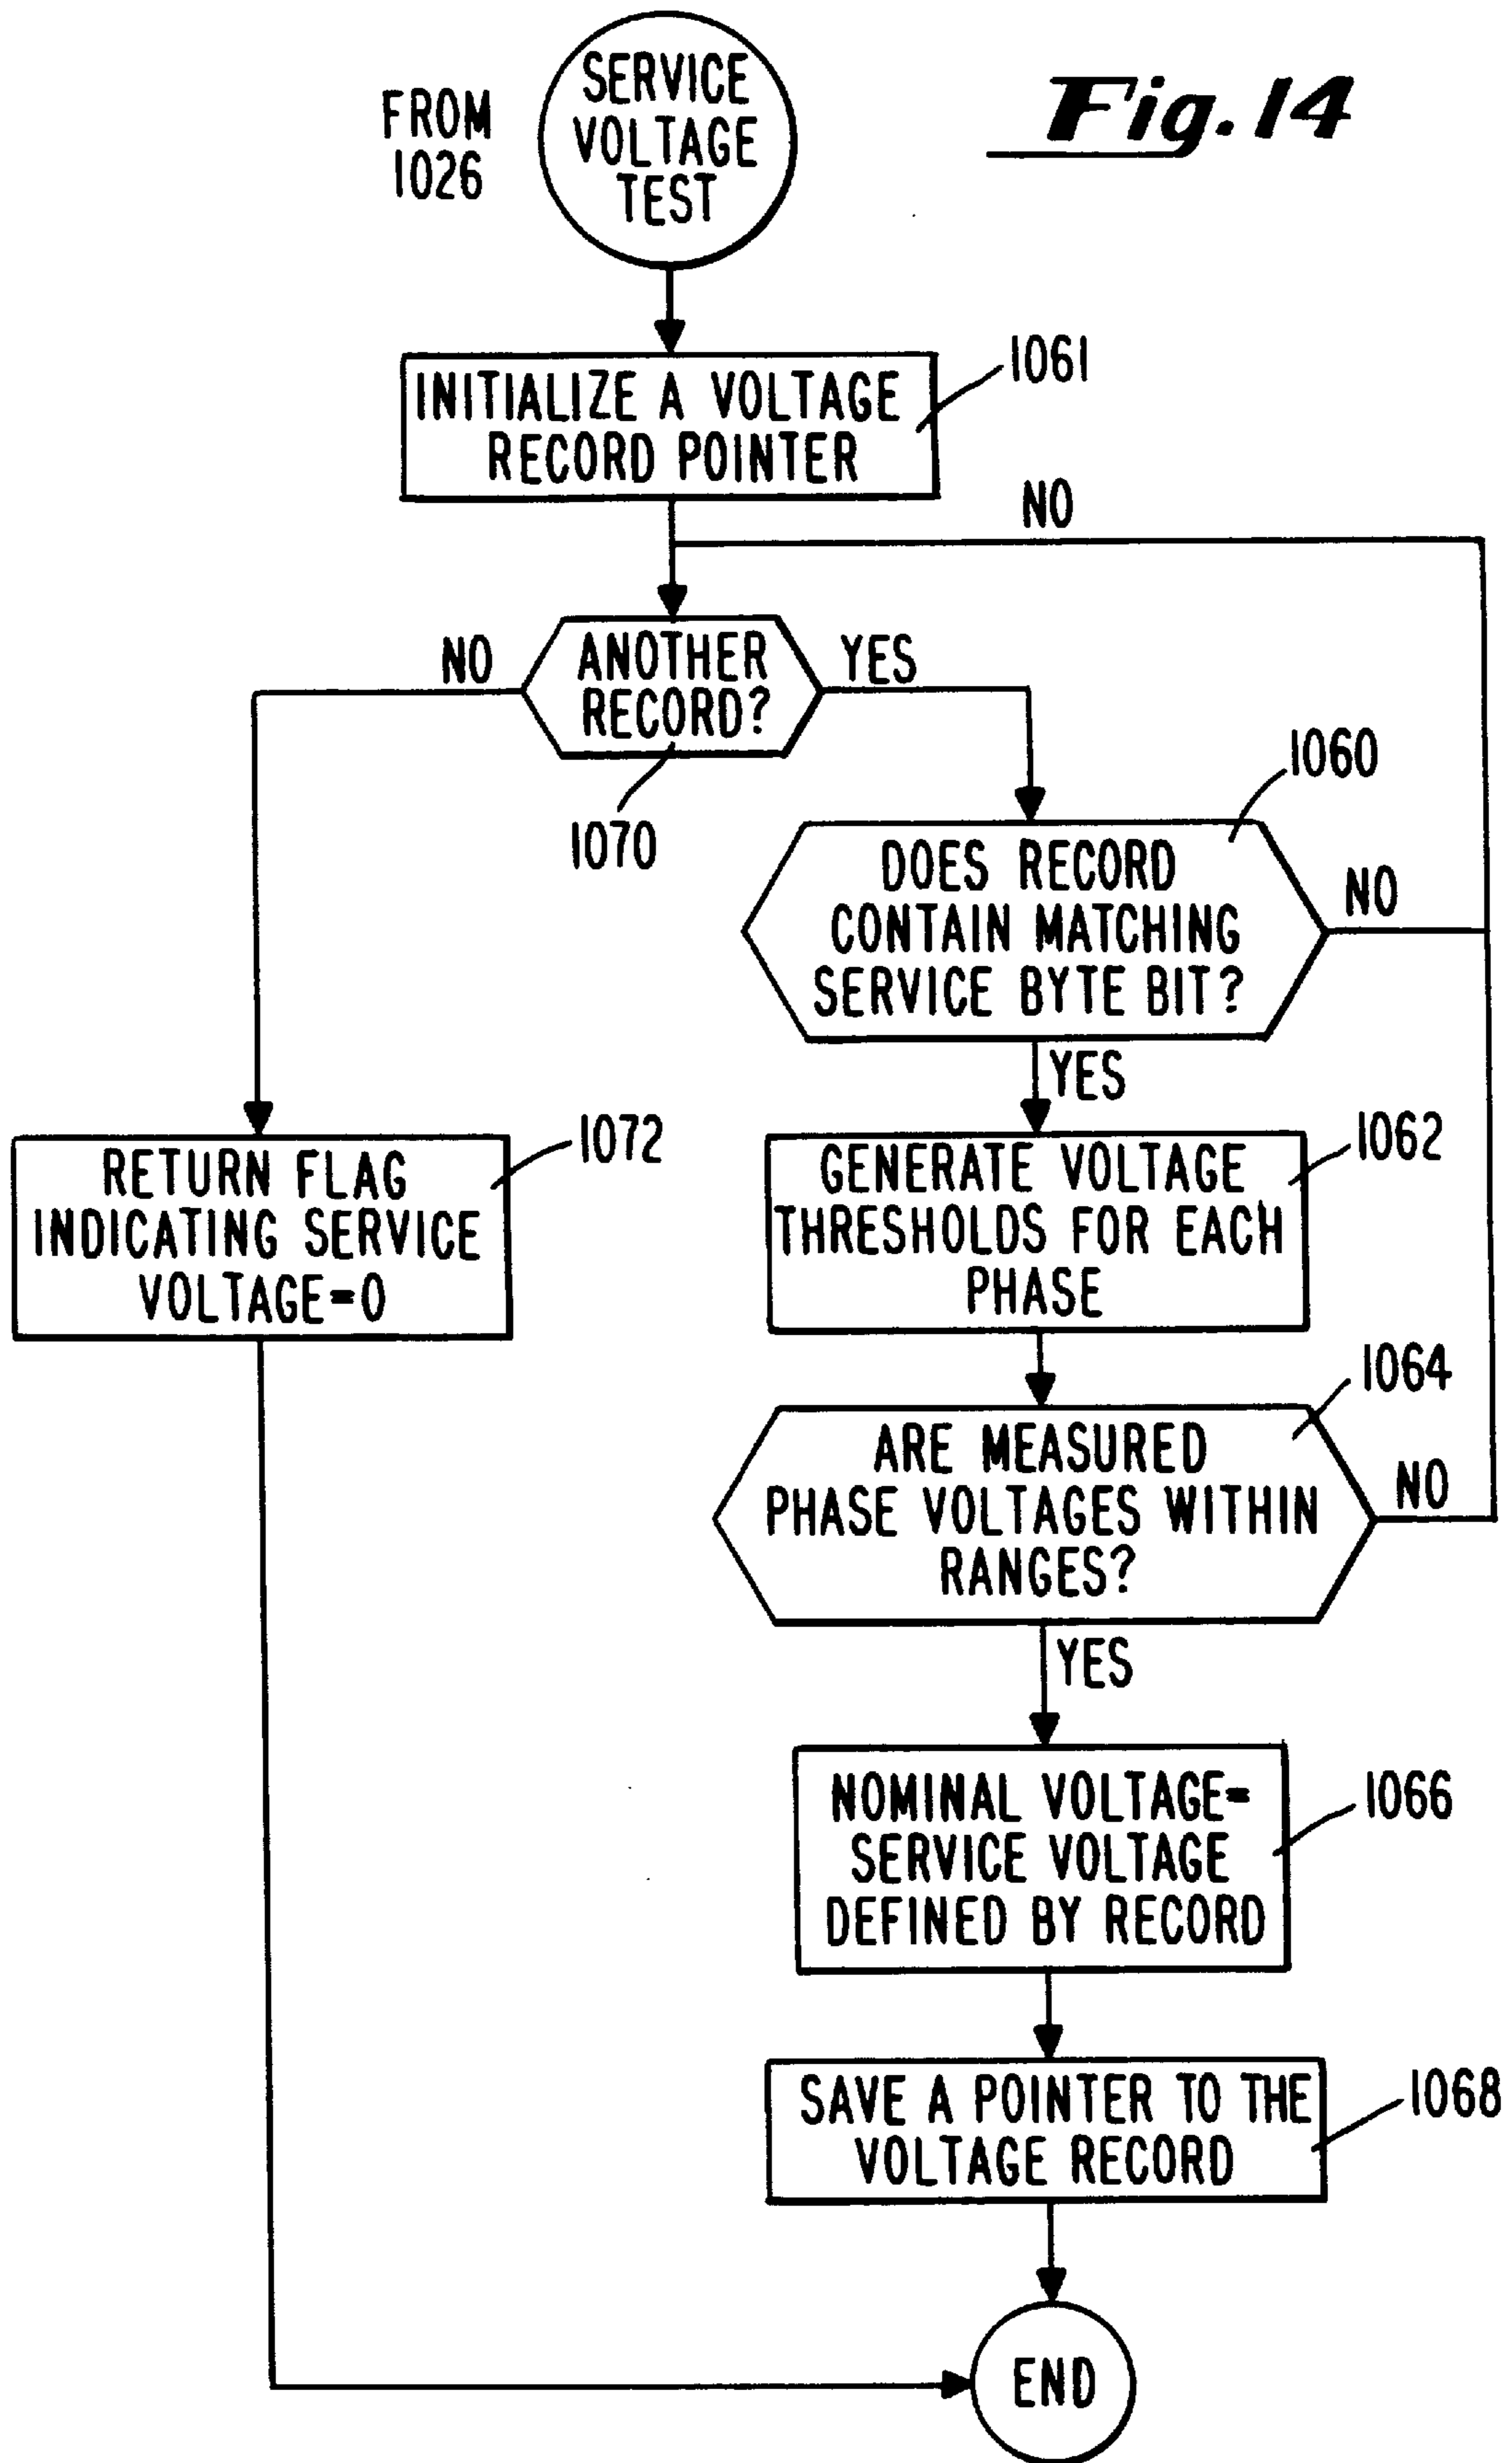 Fig. 14
FROM
1026
SERVICE
VOLTAGE
TEST
1061
INITIALIZE A VOLTAGE
RECORD POINTER
NO
NO
ANOTHER
RECORD?
YES
1070
1060
DOES RECORD
CONTAIN MATCHING
SERVICE BYTE BIT?
NO
YES
1072
RETURN FLAG
INDICATING SERVICE
VOLTAGE=0
1062
GENERATE VOLTAGE
THRESHOLDS FOR EACH
PHASE
1064
ARE MEASURED
PHASE VOLTAGES WITHIN
RANGES?
NO
YES
1066
NOMINAL VOLTAGE=
SERVICE VOLTAGE
DEFINED BY RECORD
1068
SAVE A POINTER TO THE
VOLTAGE RECORD
END